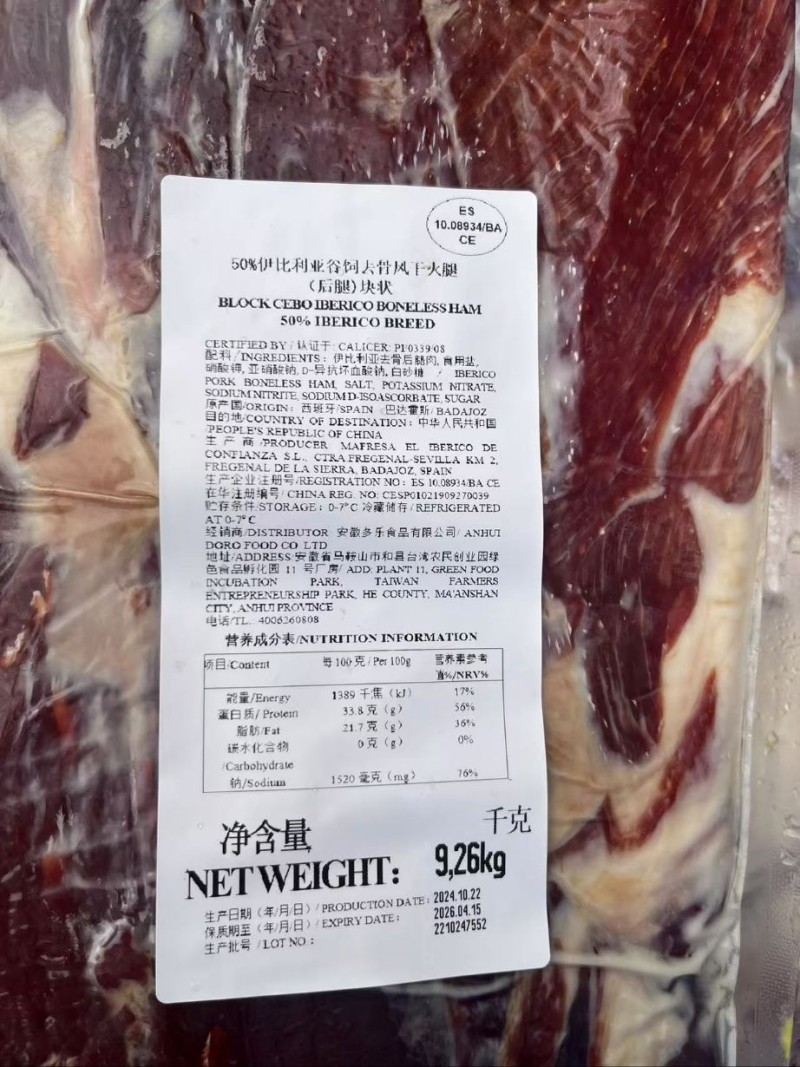 ES
10.08934/BA
CE
50%伊比利亚谷饲去骨风干火腿
（后腿）块状
BLOCK CEBO IBERICO BONELESS HAM
50% IBERICO BREED
CERTIFIED BY / 认证于: CALICER: PI/0339/08
配料/INGREDIENTS: 伊比利亚去骨后腿肉, 食用盐,
硝酸钾, 亚硝酸钠, D-异抗坏血酸钠, 白砂糖 / IBERICO
PORK BONELESS HAM, SALT, POTASSIUM NITRATE,
SODIUM NITRITE, SODIUM D-ISOASCORBATE, SUGAR
原产国/ORIGIN: 西班牙/SPAIN （巴达霍斯/ BADAJOZ
目的地/COUNTRY OF DESTINATION: 中华人民共和国
/PEOPLE'S REPUBLIC OF CHINA
生产商/PRODUCER MAFRESA EL IBERICO DE
CONFIANZA S.L., CTRA FREGENAL-SEVILLA KM 2,
FREGENAL DE LA SIERRA, BADAJOZ, SPAIN
生产企业注册号/REGISTRATION NO: ES 10.08934/BA CE
在华注册编号/ CHINA REG. NO: CESP01021909270039
贮存条件/STORAGE: 0-7°C 冷藏储存 / REFRIGERATED
AT 0-7°C
经销商/DISTRIBUTOR: 安徽多乐食品有限公司/ ANHUI
DORO FOOD CO LTD
地址/ADDRESS:安徽省马鞍山市和县台湾农民创业园绿
色食品孵化园 11 号厂房/ ADD: PLANT 11, GREEN FOOD
INCUBATION PARK, TAIWAN FARMERS
ENTREPRENEURSHIP PARK, HE COUNTY, MA'ANSHAN
CITY, ANHUI PROVINCE
电话/TL.: 4006360808
营养成分表/NUTRITION INFORMATION
项目/Content 每 100 克 / Per 100g 营养素参考
值%/NRV%
能量/Energy 1389 千焦（kJ） 17%
蛋白质/ Protein 33.8 克（g） 56%
脂肪/Fat 21.7 克（g） 36%
碳水化合物 0 克（g） 0%
/Carbohydrate
钠/Sodium 1520 毫克（mg） 76%
净含量 千克
NET WEIGHT: 9,26kg
生产日期（年/月/日）/ PRODUCTION DATE: 2024.10.22
保质期至（年/月/日）/ EXPIRY DATE: 2026.04.15
生产批号 / LOT NO: 2210247552